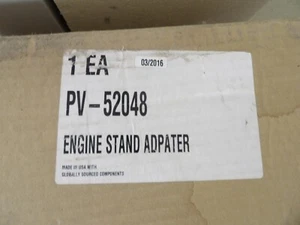 1 EA 03/2016
PV-52048
ENGINE STAND ADPATER
MADE IN USA WITH
GLOBALLY SOURCED COMPONENTS